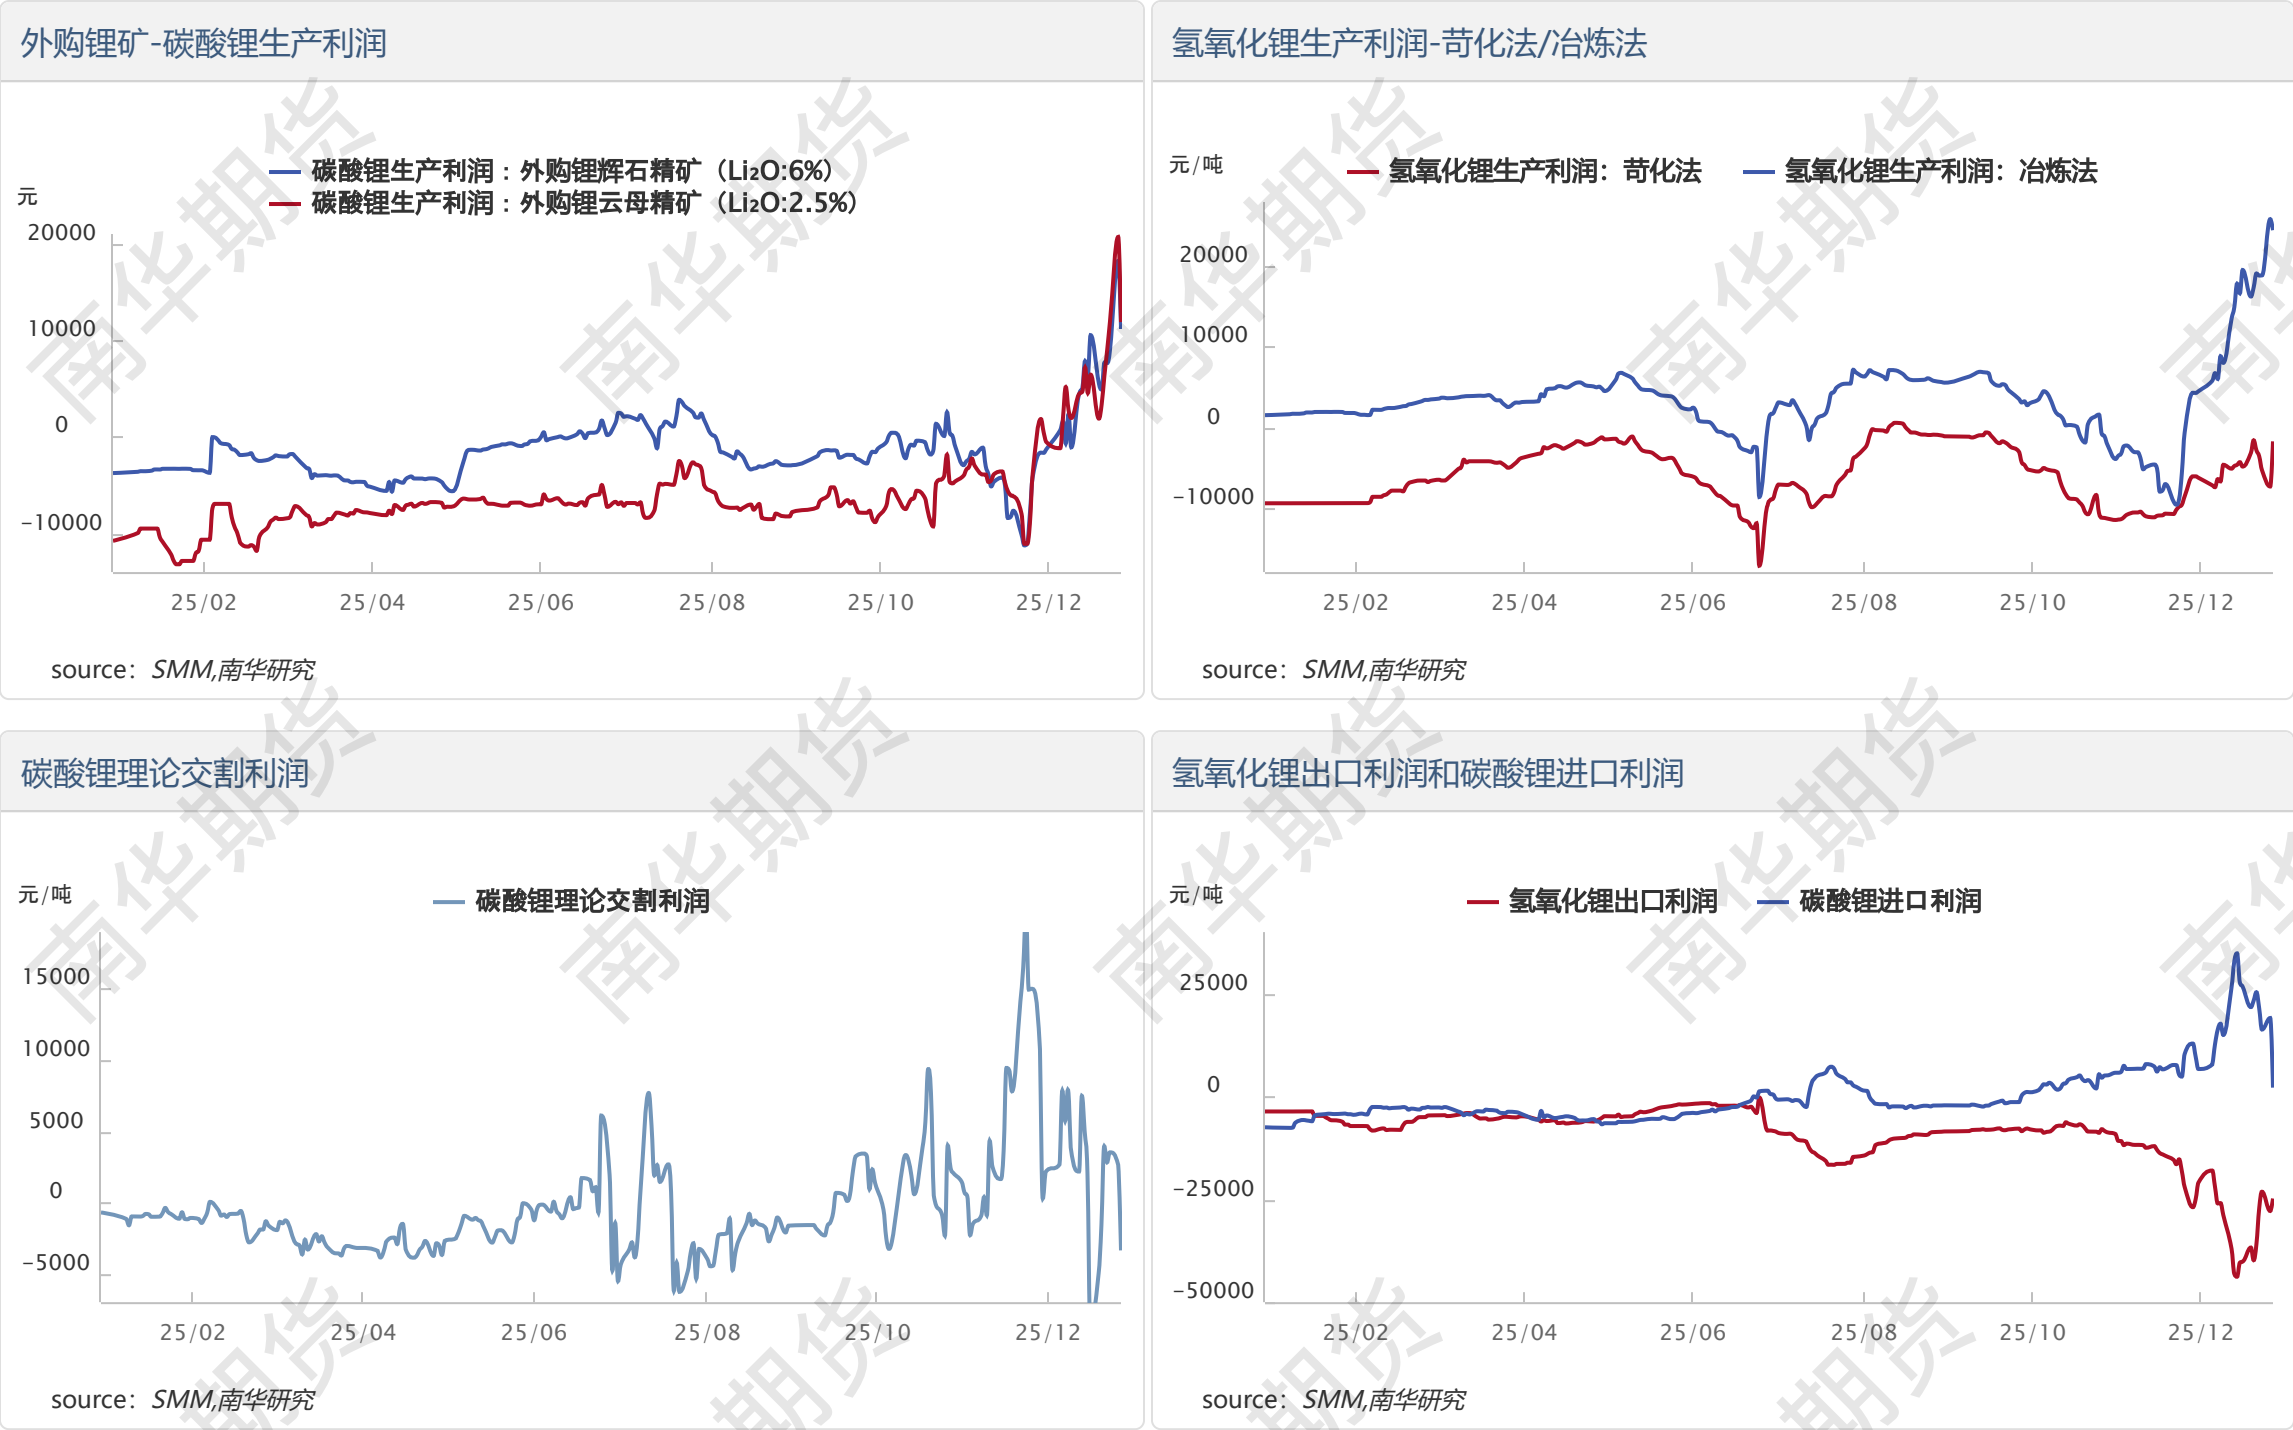 外购锂矿-碳酸锂生产利润
元
碳酸锂生产利润：外购锂辉石精矿（Li₂O:6%）
碳酸锂生产利润：外购锂云母精矿（Li₂O:2.5%）
20000
10000
0
-10000
25/02 25/04 25/06 25/08 25/10 25/12
source：SMM,南华研究
氢氧化锂生产利润-苛化法/冶炼法
元/吨
氢氧化锂生产利润：苛化法 氢氧化锂生产利润：冶炼法
20000
10000
0
-10000
25/02 25/04 25/06 25/08 25/10 25/12
source：SMM,南华研究
碳酸锂理论交割利润
元/吨
碳酸锂理论交割利润
15000
10000
5000
0
-5000
25/02 25/04 25/06 25/08 25/10 25/12
source：SMM,南华研究
氢氧化锂出口利润和碳酸锂进口利润
元/吨
氢氧化锂出口利润 碳酸锂进口利润
25000
0
-25000
-50000
25/02 25/04 25/06 25/08 25/10 25/12
source：SMM,南华研究
南华期货